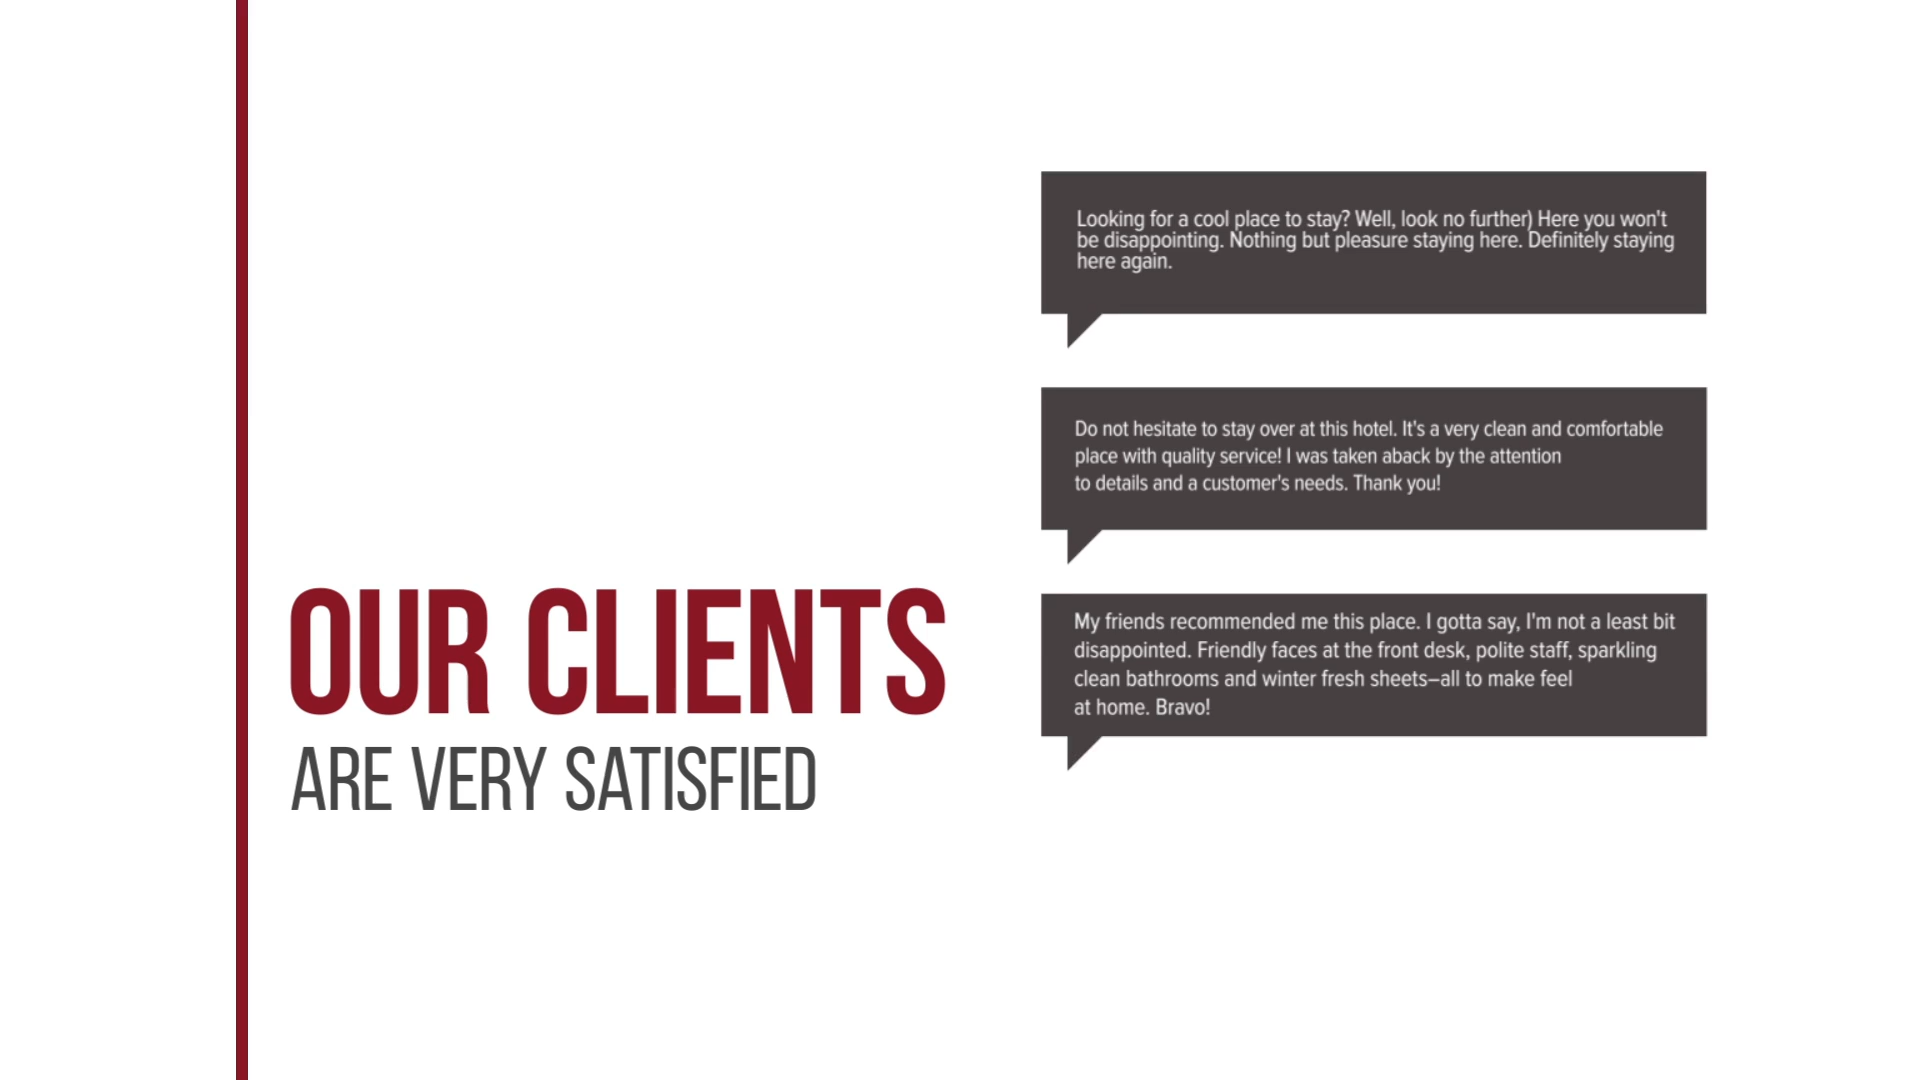 OUR CLIENTS
ARE VERY SATISFIED
Looking for a cool place to stay? Well, look no further) Here you won't
be disappointing. Nothing but pleasure staying here. Definitely staying
here again.
Do not hesitate to stay over at this hotel. It's a very clean and comfortable
place with quality service! I was taken aback by the attention
to details and a customer's needs. Thank you!
My friends recommended me this place. I gotta say, I'm not a least bit
disappointed. Friendly faces at the front desk, polite staff, sparkling
clean bathrooms and winter fresh sheets–all to make feel
at home. Bravo!